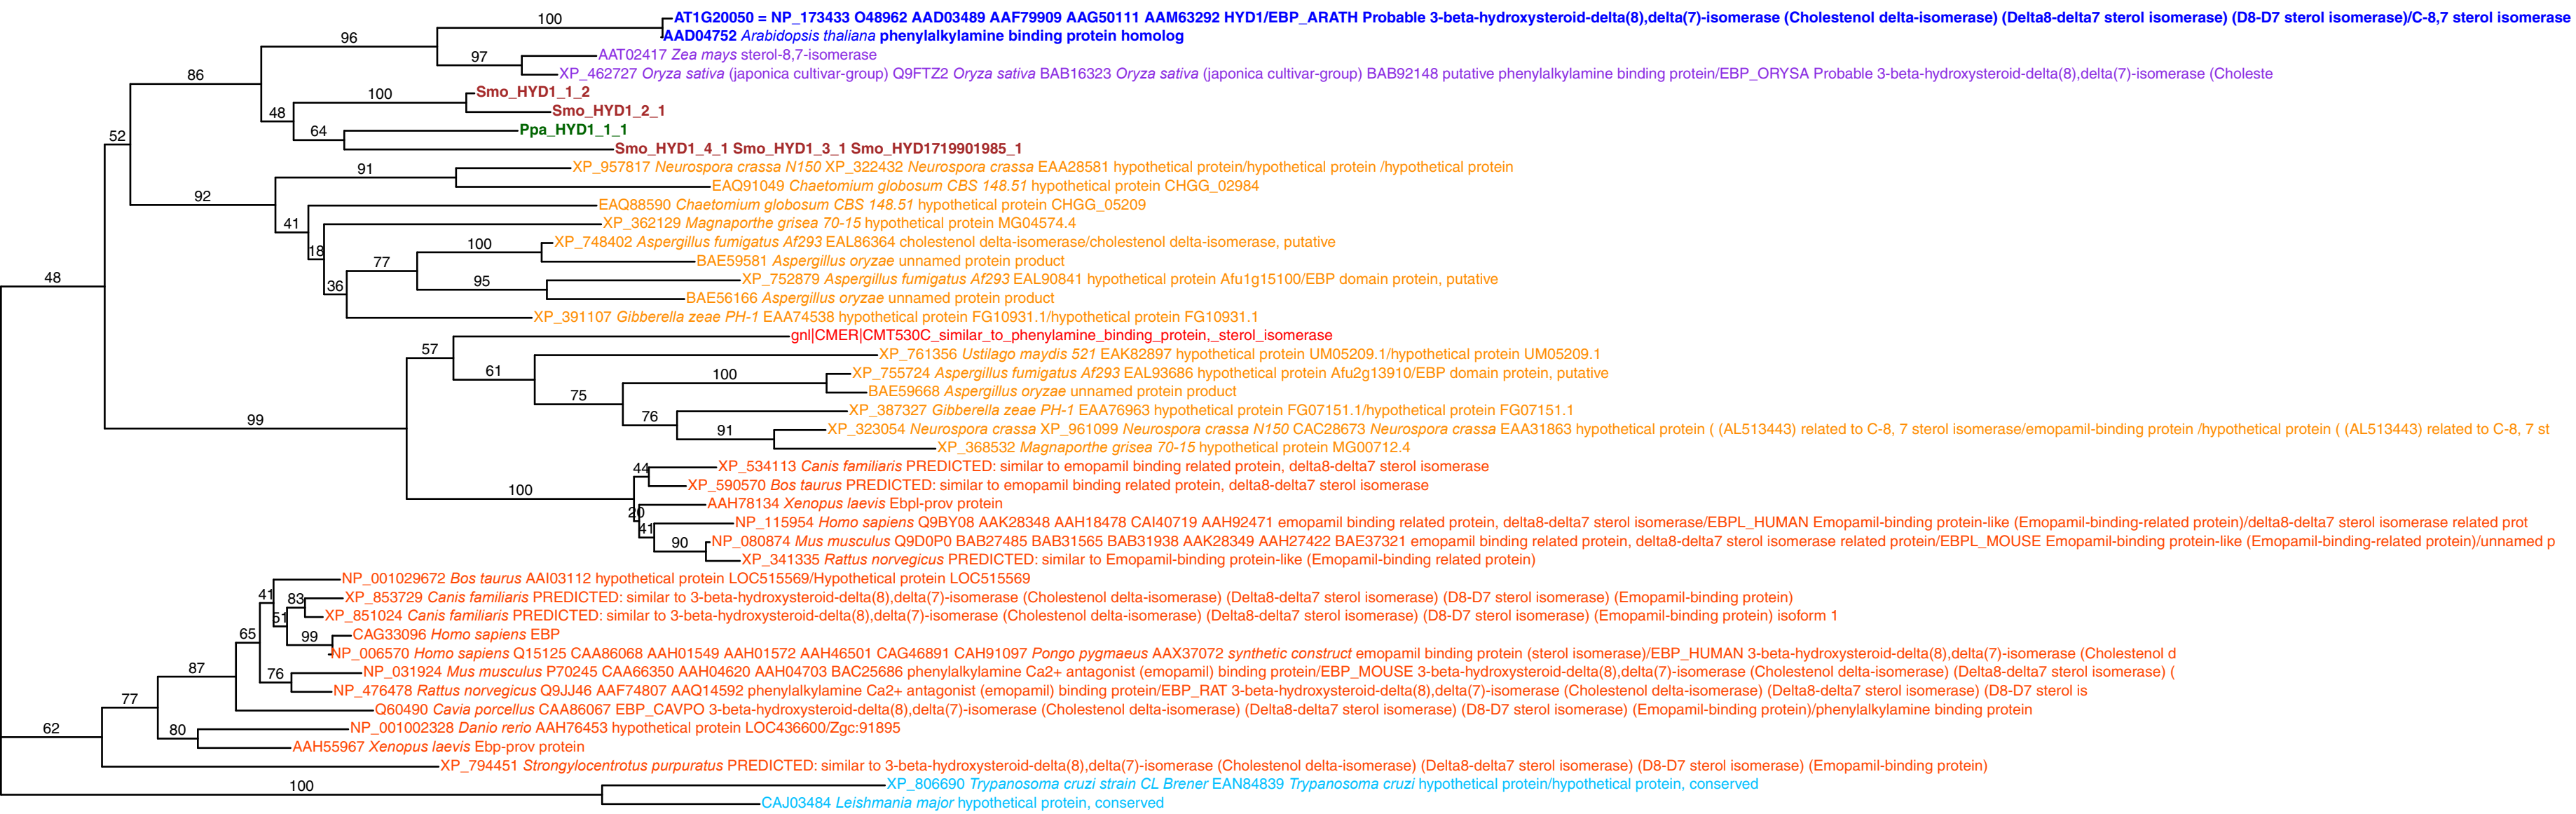 100
AT1G20050 = NP_173433 O48962 AAD03489 AAF79909 AAG50111 AAM63292 HYD1/EBP_ARATH Probable 3-beta-hydroxysteroid-delta(8),delta(7)-isomerase (Cholestenol delta-isomerase) (Delta8-delta7 sterol isomerase) (D8-D7 sterol isomerase)/C-8,7 sterol isomerase
96
AAD04752 Arabidopsis thaliana phenylalkylamine binding protein homolog
97
AAT02417 Zea mays sterol-8,7-isomerase
86
XP_462727 Oryza sativa (japonica cultivar-group) Q9FTZ2 Oryza sativa BAB16323 Oryza sativa (japonica cultivar-group) BAB92148 putative phenylalkylamine binding protein/EBP_ORYSA Probable 3-beta-hydroxysteroid-delta(8),delta(7)-isomerase (Choleste
100
Smo_HYD1_1_2
48
Smo_HYD1_2_1
64
Ppa_HYD1_1_1
52
Smo_HYD1_4_1 Smo_HYD1_3_1 Smo_HYD1719901985_1
91
XP_957817 Neurospora crassa N150 XP_322432 Neurospora crassa EAA28581 hypothetical protein/hypothetical protein /hypothetical protein
92
EAQ91049 Chaetomium globosum CBS 148.51 hypothetical protein CHGG_02984
EAQ88590 Chaetomium globosum CBS 148.51 hypothetical protein CHGG_05209
41
XP_362129 Magnaporthe grisea 70-15 hypothetical protein MG04574.4
18
100
XP_748402 Aspergillus fumigatus Af293 EAL86364 cholestenol delta-isomerase/cholestenol delta-isomerase, putative
77
BAE59581 Aspergillus oryzae unnamed protein product
48
36
95
XP_752879 Aspergillus fumigatus Af293 EAL90841 hypothetical protein Afu1g15100/EBP domain protein, putative
BAE56166 Aspergillus oryzae unnamed protein product
XP_391107 Gibberella zeae PH-1 EAA74538 hypothetical protein FG10931.1/hypothetical protein FG10931.1
gnl|CMER|CMT530C_similar_to_phenylamine_binding_protein,_sterol_isomerase
57
XP_761356 Ustilago maydis 521 EAK82897 hypothetical protein UM05209.1/hypothetical protein UM05209.1
61
100
XP_755724 Aspergillus fumigatus Af293 EAL93686 hypothetical protein Afu2g13910/EBP domain protein, putative
75
BAE59668 Aspergillus oryzae unnamed protein product
76
XP_387327 Gibberella zeae PH-1 EAA76963 hypothetical protein FG07151.1/hypothetical protein FG07151.1
99
91
XP_323054 Neurospora crassa XP_961099 Neurospora crassa N150 CAC28673 Neurospora crassa EAA31863 hypothetical protein ( (AL513443) related to C-8, 7 sterol isomerase/emopamil-binding protein /hypothetical protein ( (AL513443) related to C-8, 7 st
XP_368532 Magnaporthe grisea 70-15 hypothetical protein MG00712.4
44
XP_534113 Canis familiaris PREDICTED: similar to emopamil binding related protein, delta8-delta7 sterol isomerase
100
XP_590570 Bos taurus PREDICTED: similar to emopamil binding related protein, delta8-delta7 sterol isomerase
AAH78134 Xenopus laevis Ebpl-prov protein
20
41
NP_115954 Homo sapiens Q9BY08 AAK28348 AAH18478 CAI40719 AAH92471 emopamil binding related protein, delta8-delta7 sterol isomerase/EBPL_HUMAN Emopamil-binding protein-like (Emopamil-binding-related protein)/delta8-delta7 sterol isomerase related prot
90
NP_080874 Mus musculus Q9D0P0 BAB27485 BAB31565 BAB31938 AAK28349 AAH27422 BAE37321 emopamil binding related protein, delta8-delta7 sterol isomerase related protein/EBPL_MOUSE Emopamil-binding protein-like (Emopamil-binding-related protein)/unnamed p
XP_341335 Rattus norvegicus PREDICTED: similar to Emopamil-binding protein-like (Emopamil-binding related protein)
NP_001029672 Bos taurus AAI03112 hypothetical protein LOC515569/Hypothetical protein LOC515569
41
83
XP_853729 Canis familiaris PREDICTED: similar to 3-beta-hydroxysteroid-delta(8),delta(7)-isomerase (Cholestenol delta-isomerase) (Delta8-delta7 sterol isomerase) (D8-D7 sterol isomerase) (Emopamil-binding protein)
51
XP_851024 Canis familiaris PREDICTED: similar to 3-beta-hydroxysteroid-delta(8),delta(7)-isomerase (Cholestenol delta-isomerase) (Delta8-delta7 sterol isomerase) (D8-D7 sterol isomerase) (Emopamil-binding protein) isoform 1
65
99
CAG33096 Homo sapiens EBP
NP_006570 Homo sapiens Q15125 CAA86068 AAH01549 AAH01572 AAH46501 CAG46891 CAH91097 Pongo pygmaeus AAX37072 synthetic construct emopamil binding protein (sterol isomerase)/EBP_HUMAN 3-beta-hydroxysteroid-delta(8),delta(7)-isomerase (Cholestenol d
87
76
NP_031924 Mus musculus P70245 CAA66350 AAH04620 AAH04703 BAC25686 phenylalkylamine Ca2+ antagonist (emopamil) binding protein/EBP_MOUSE 3-beta-hydroxysteroid-delta(8),delta(7)-isomerase (Cholestenol delta-isomerase) (Delta8-delta7 sterol isomerase) (
NP_476478 Rattus norvegicus Q9JJ46 AAF74807 AAQ14592 phenylalkylamine Ca2+ antagonist (emopamil) binding protein/EBP_RAT 3-beta-hydroxysteroid-delta(8),delta(7)-isomerase (Cholestenol delta-isomerase) (Delta8-delta7 sterol isomerase) (D8-D7 sterol is
77
Q60490 Cavia porcellus CAA86067 EBP_CAVPO 3-beta-hydroxysteroid-delta(8),delta(7)-isomerase (Cholestenol delta-isomerase) (Delta8-delta7 sterol isomerase) (D8-D7 sterol isomerase) (Emopamil-binding protein)/phenylalkylamine binding protein
62
80
NP_001002328 Danio rerio AAH76453 hypothetical protein LOC436600/Zgc:91895
AAH55967 Xenopus laevis Ebp-prov protein
XP_794451 Strongylocentrotus purpuratus PREDICTED: similar to 3-beta-hydroxysteroid-delta(8),delta(7)-isomerase (Cholestenol delta-isomerase) (Delta8-delta7 sterol isomerase) (D8-D7 sterol isomerase) (Emopamil-binding protein)
100
XP_806690 Trypanosoma cruzi strain CL Brener EAN84839 Trypanosoma cruzi hypothetical protein/hypothetical protein, conserved
CAJ03484 Leishmania major hypothetical protein, conserved